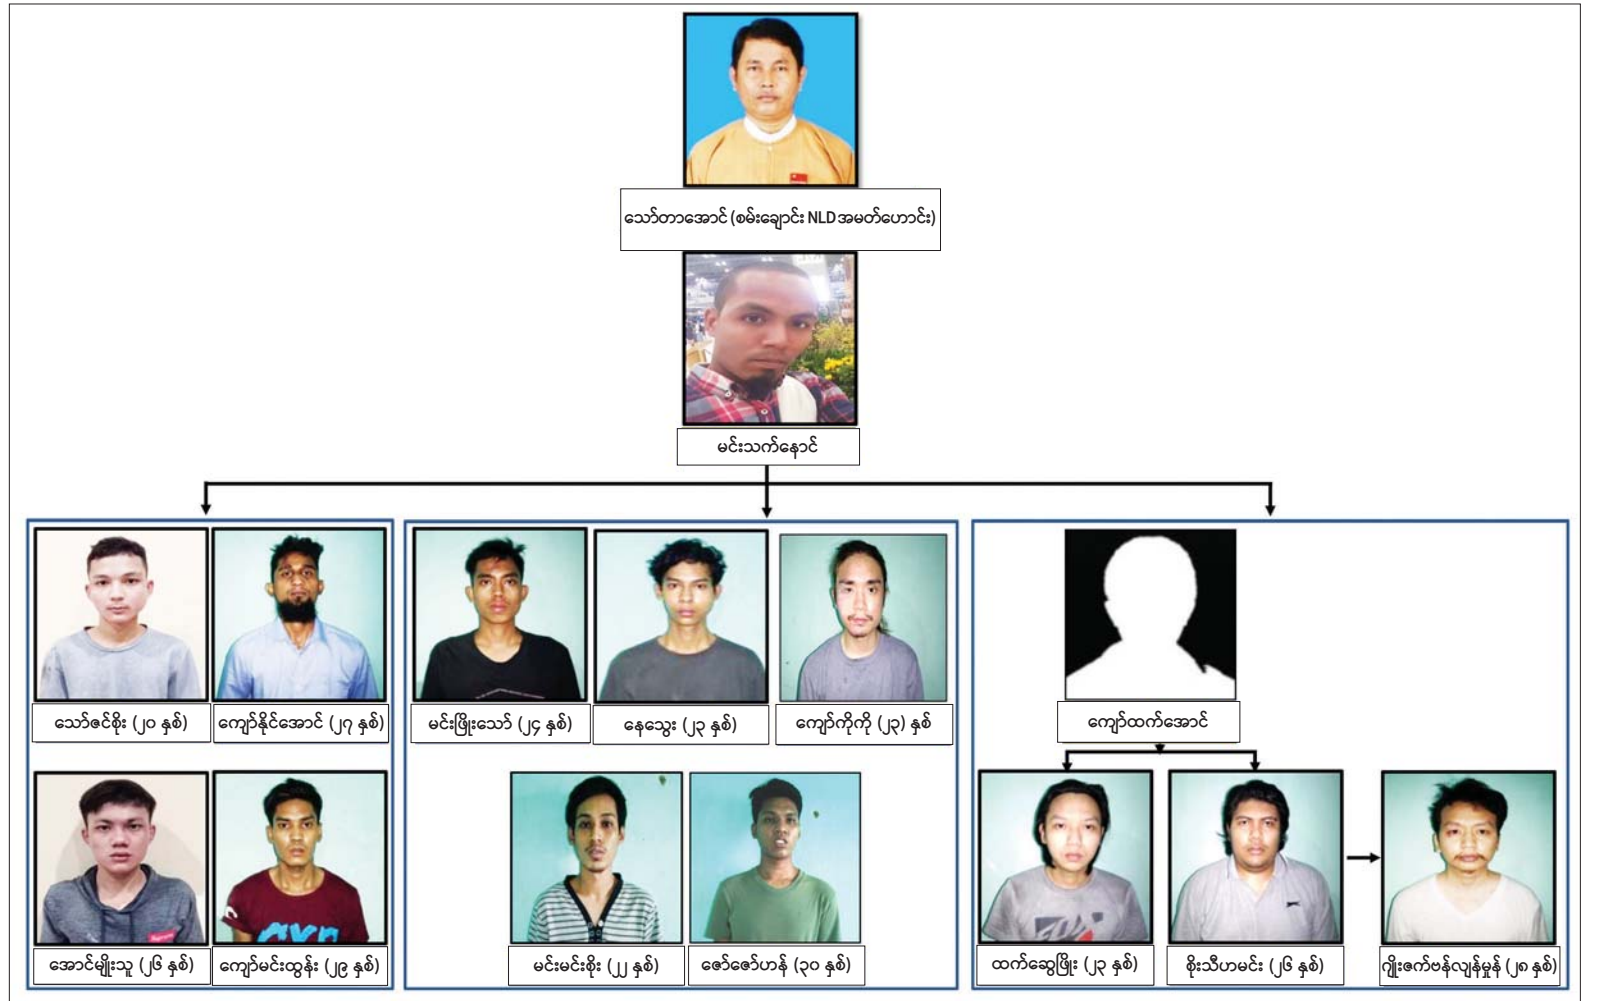 သော်တာအောင် (စမ်းချောင်း NLD အမတ်ဟောင်း)
မင်းသက်နောင်
သော်ဇင်စိုး (၂၀ နှစ်)
ကျော်နိုင်အောင် (၂၇ နှစ်)
မင်းဖြိုးသော် (၂၄ နှစ်)
နေသွေး (၂၃ နှစ်)
ကျော်ကိုကို (၂၃) နှစ်
ကျော်ထက်အောင်
အောင်မျိုးသူ (၂၆ နှစ်)
ကျော်မင်းထွန်း (၂၉ နှစ်)
မင်းမင်းစိုး (၂၂ နှစ်)
ဇော်ဇော်ဟန် (၃၀ နှစ်)
ထက်ဆွေဖြိုး (၂၃ နှစ်)
စိုးသီဟမင်း (၂၆ နှစ်)
ဂျိုးဇက်ဗန်လျန်မှုန် (၂၈ နှစ်)